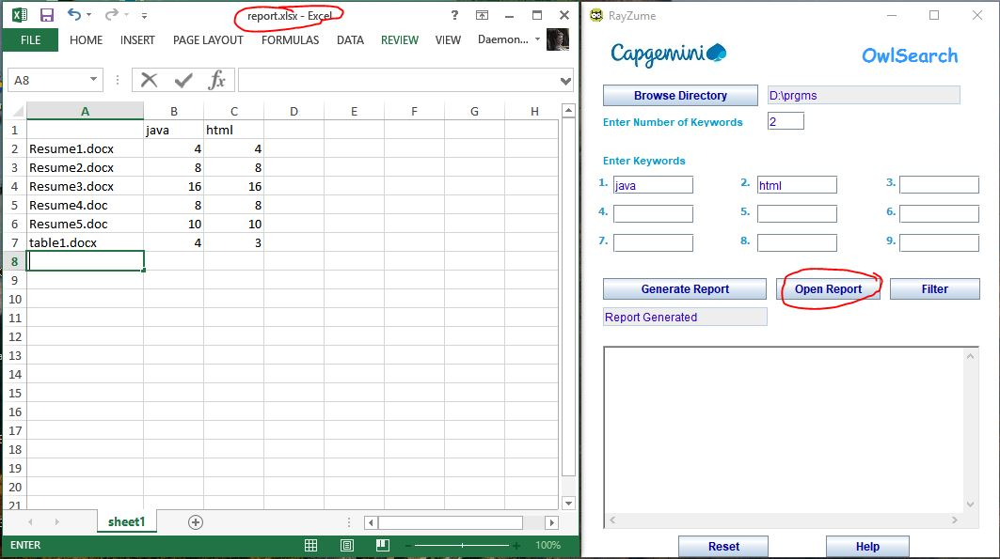 report.xlsx - Excel
?
FILE HOME INSERT PAGE LAYOUT FORMULAS DATA REVIEW VIEW Daemon...
A8 fx
A B C D E F G H
1 java html
2 Resume1.docx 4 4
3 Resume2.docx 8 8
4 Resume3.docx 16 16
5 Resume4.doc 8 8
6 Resume5.doc 10 10
7 table1.docx 4 3
8
9
10
11
12
13
14
15
16
17
18
19
20
21
sheet1
ENTER 100%
RayZume
Capgemini OwlSearch
Browse Directory D:\prgms
Enter Number of Keywords 2
Enter Keywords
1. java 2. html 3.
4. 5. 6.
7. 8. 9.
Generate Report Open Report Filter
Report Generated
Reset Help